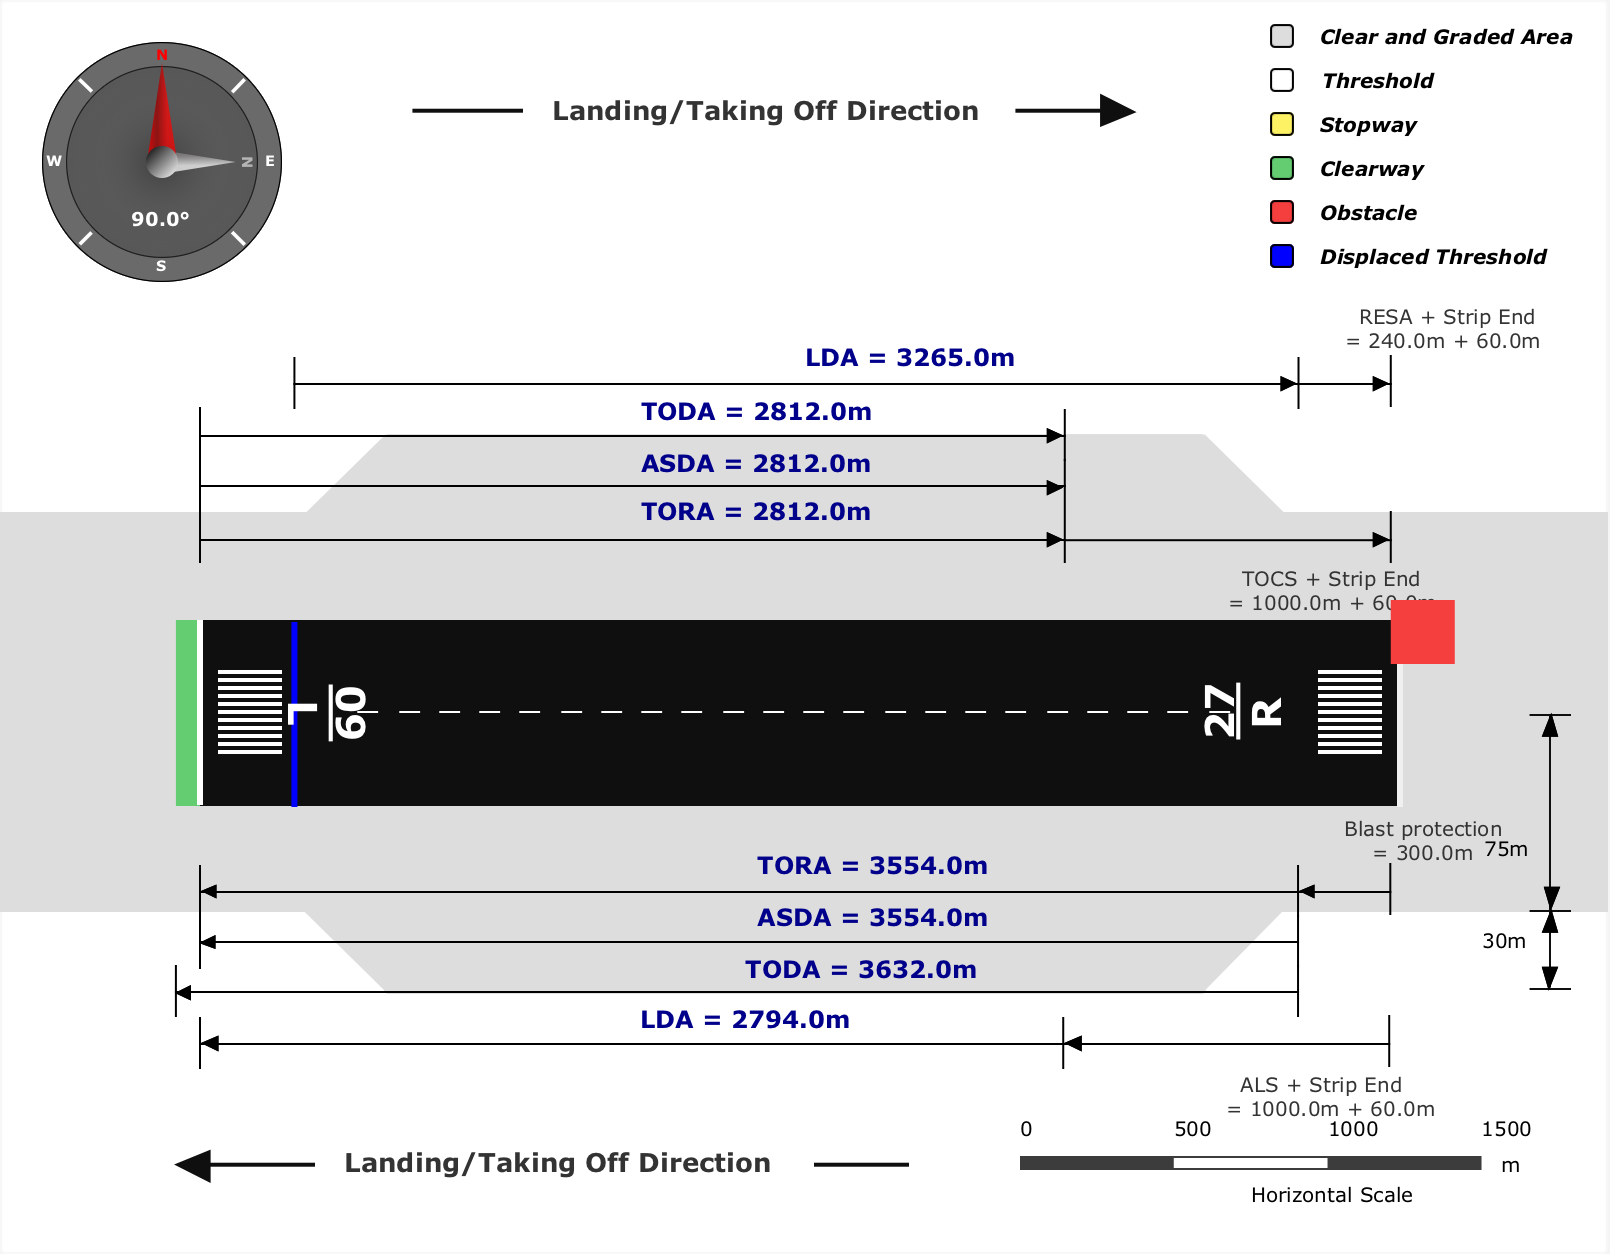 N
W
E
N
S
90.0°
Landing/Taking Off Direction
Clear and Graded Area
Threshold
Stopway
Clearway
Obstacle
Displaced Threshold
RESA + Strip End
= 240.0m + 60.0m
LDA = 3265.0m
TODA = 2812.0m
ASDA = 2812.0m
TORA = 2812.0m
TOCS + Strip End
= 1000.0m + 60.0m
L
09
27
R
Blast protection
= 300.0m
75m
TORA = 3554.0m
ASDA = 3554.0m
30m
TODA = 3632.0m
LDA = 2794.0m
ALS + Strip End
= 1000.0m + 60.0m
0 500 1000 1500
m
Horizontal Scale
Landing/Taking Off Direction